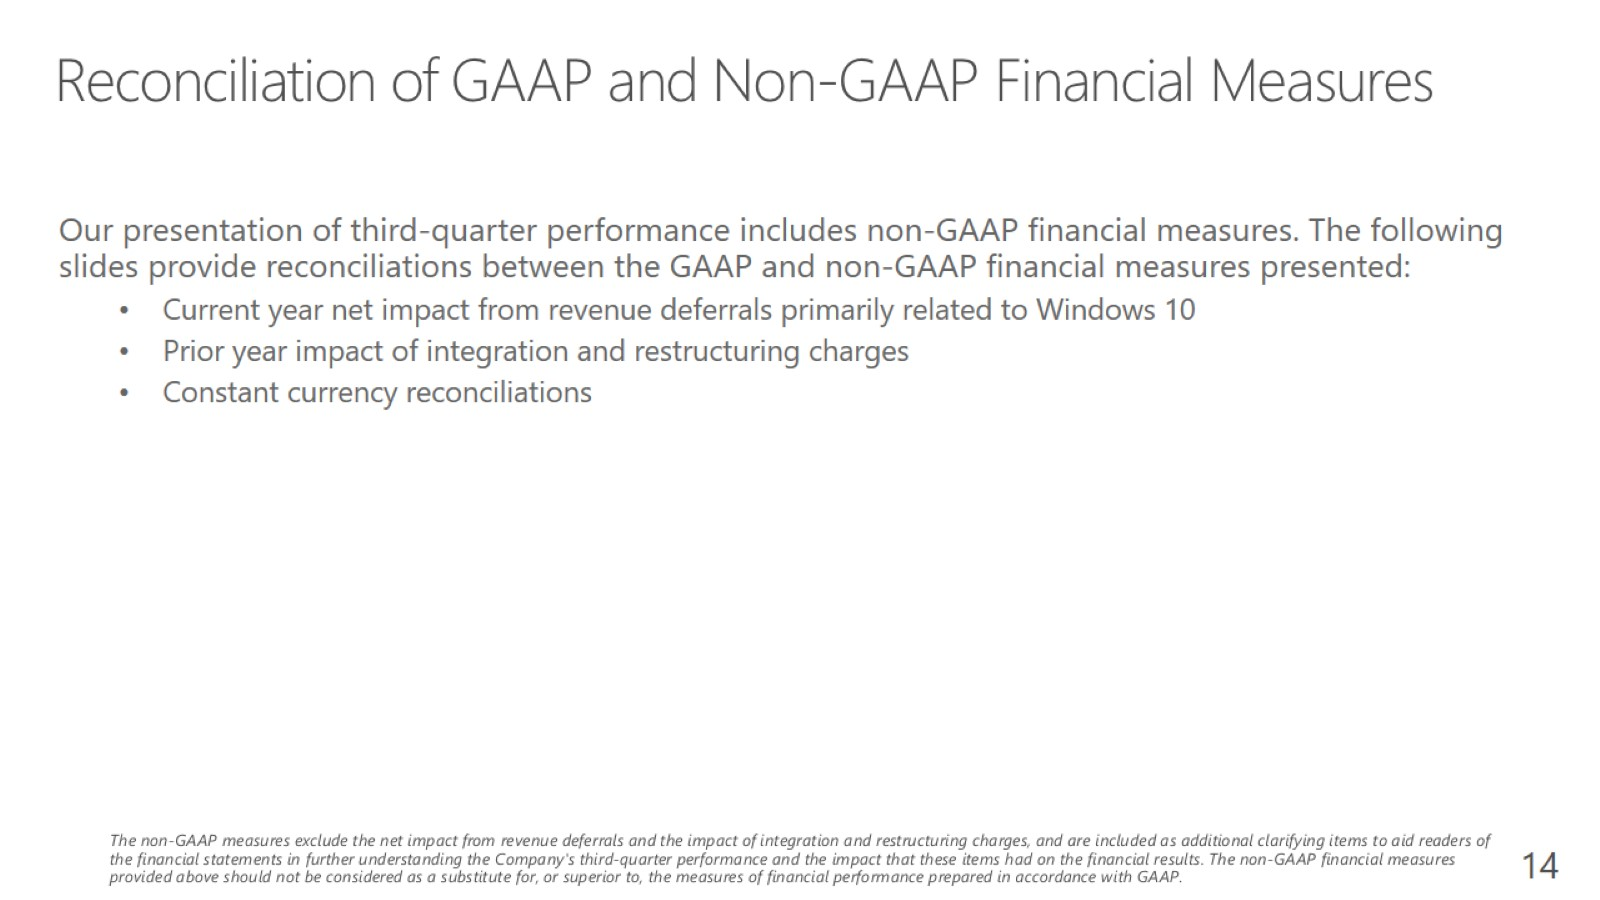 Reconciliation of GAAP and Non-GAAP Financial Measures
Our presentation of third-quarter performance includes non-GAAP financial measures. The following
slides provide reconciliations between the GAAP and non-GAAP financial measures presented:
• Current year net impact from revenue deferrals primarily related to Windows 10
• Prior year impact of integration and restructuring charges
• Constant currency reconciliations
The non-GAAP measures exclude the net impact from revenue deferrals and the impact of integration and restructuring charges, and are included as additional clarifying items to aid readers of
the financial statements in further understanding the Company's third-quarter performance and the impact that these items had on the financial results. The non-GAAP financial measures
provided above should not be considered as a substitute for, or superior to, the measures of financial performance prepared in accordance with GAAP.
14